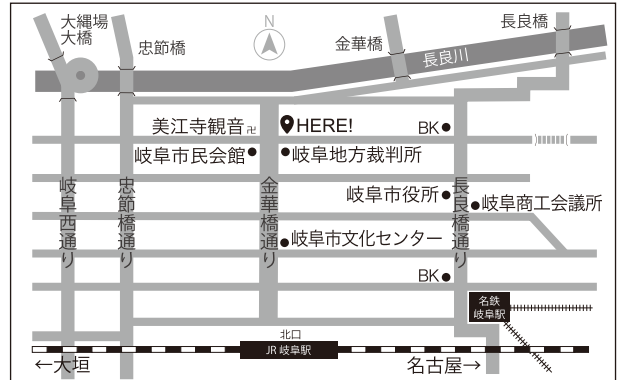 大縄場
大橋
忠節橋
N
金華橋
長良橋
長良川
美江寺観音卍
HERE!
BK
岐阜市民会館
岐阜地方裁判所
岐阜西通り
忠節橋通り
金華橋通り
長良橋通り
岐阜市役所
岐阜商工会議所
岐阜市文化センター
BK
名鉄
岐阜駅
北口
JR 岐阜駅
←大垣
名古屋→